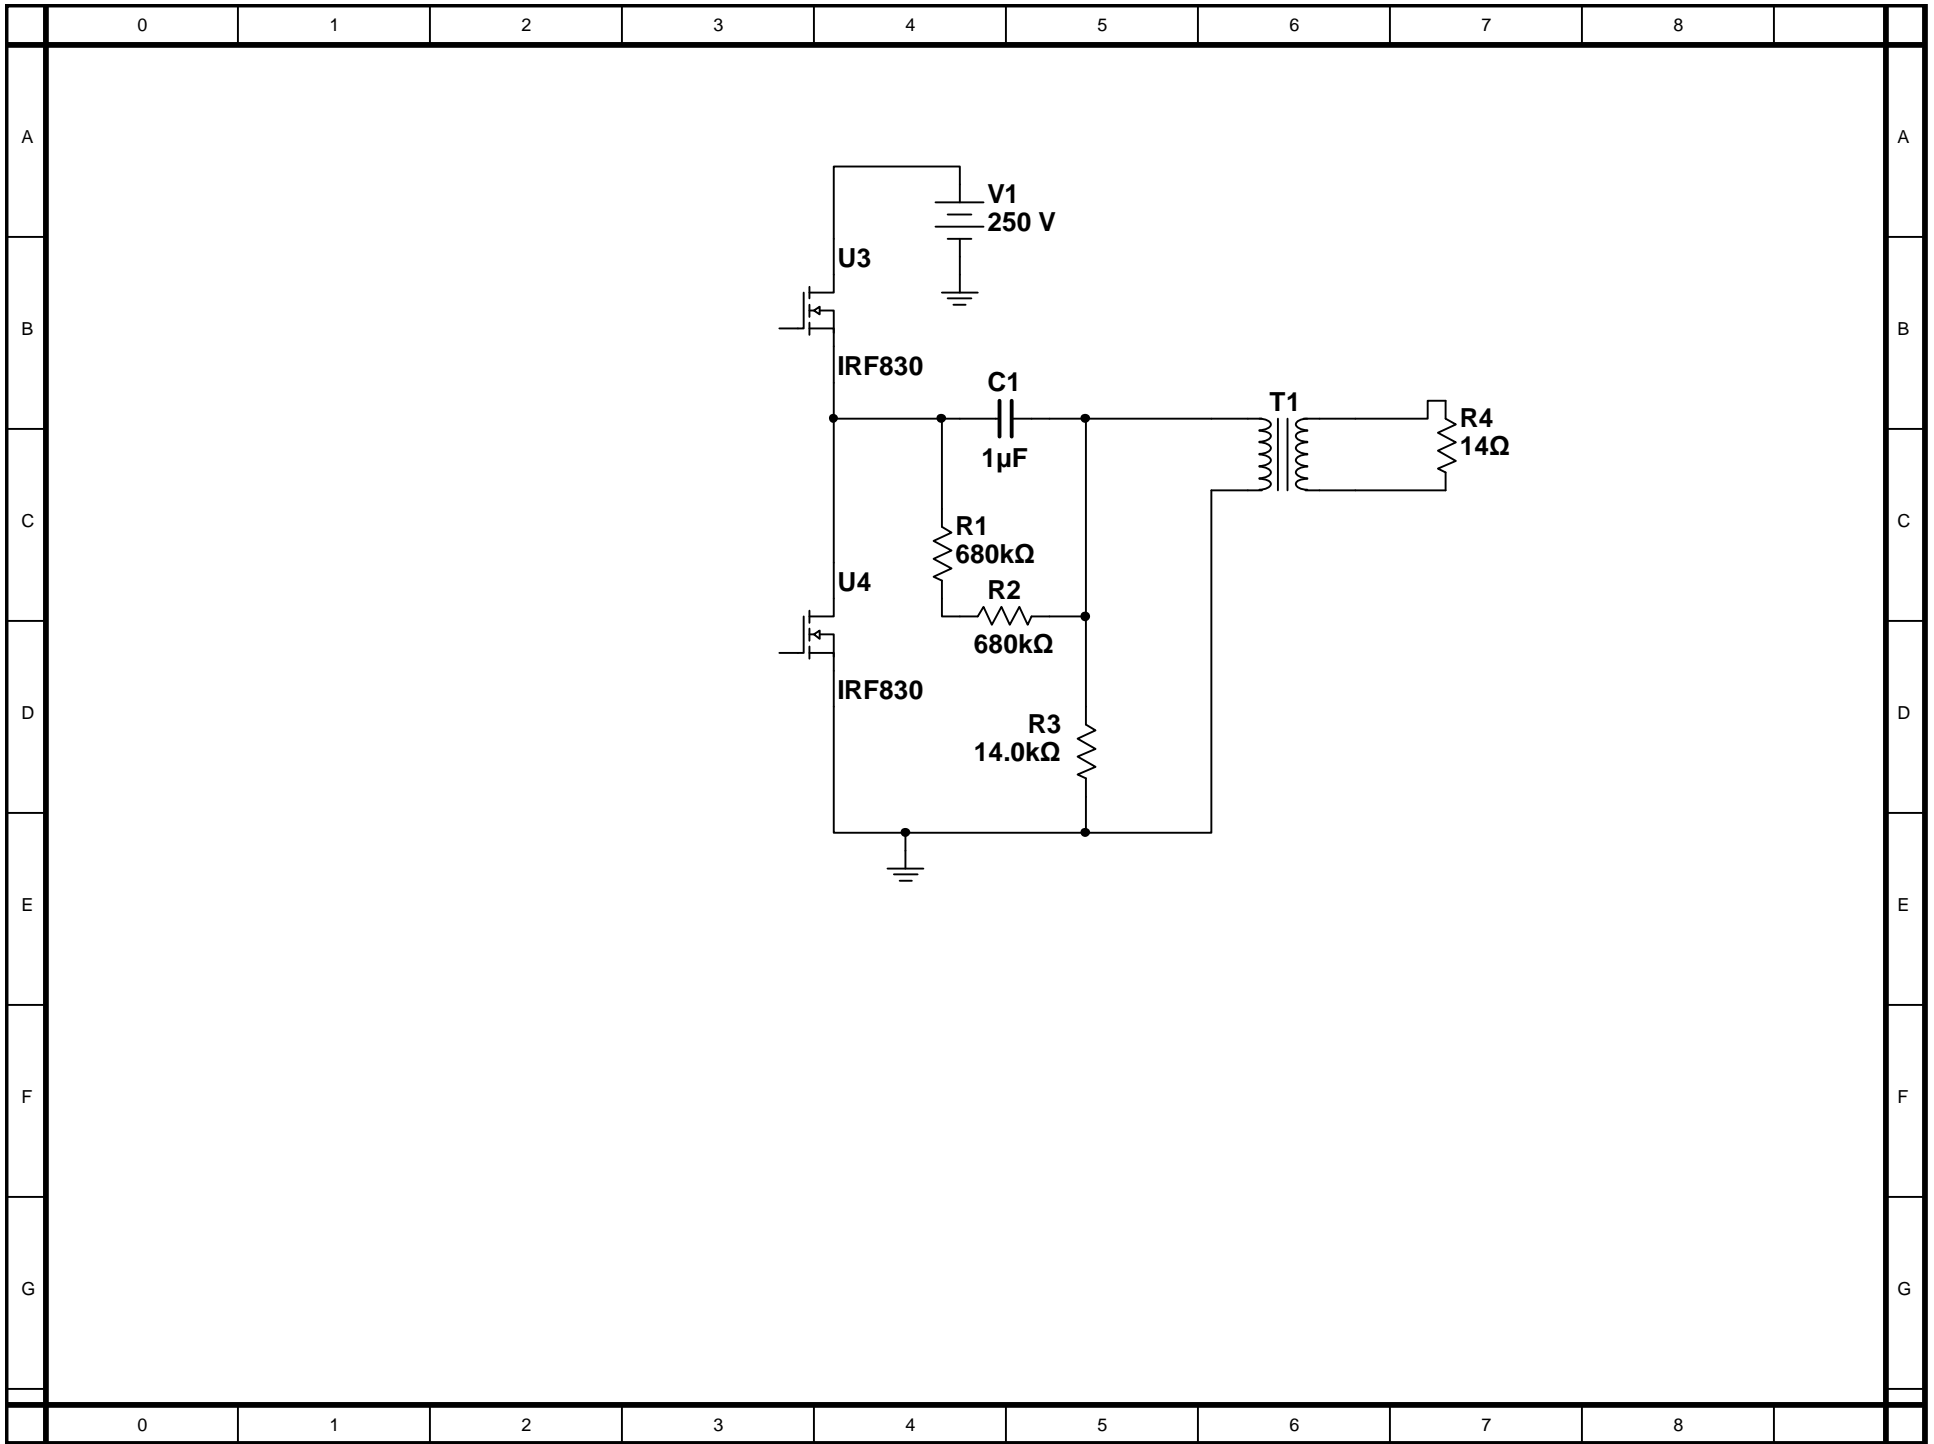 0 1 2 3 4 5 6 7 8
A A
V1
250 V
U3
B B
IRF830
C1
1µF
T1
R4
14Ω
C C
R1
680kΩ
U4
R2
680kΩ
IRF830
D D
R3
14.0kΩ
E E
F F
G G
0 1 2 3 4 5 6 7 8